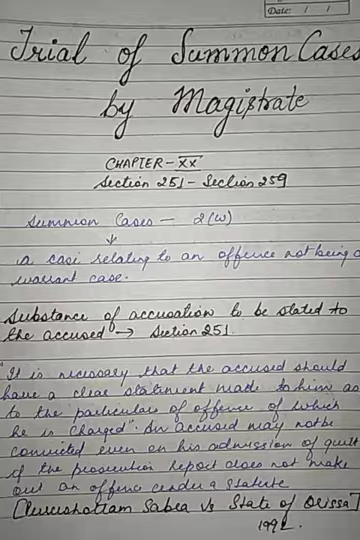 Date: / /
Trial of Summon Cases
by Magistrate
CHAPTER - XX
Section 251 - Section 259
Summon Cases - 2(w)
↓
a case relating to an offence not being a
warrant case.
Substance of accusation to be stated to
the accused → Section 251.
"It is necessary that the accused should
have a clear statement made to him as
to the particulars of offence of which
he is charged". An accused may not be
convicted even on his admission of guilt
if the prosecution report does not make
out an offence under a statute
[Purushottam Sabra Vs State of Orissa]
1992.